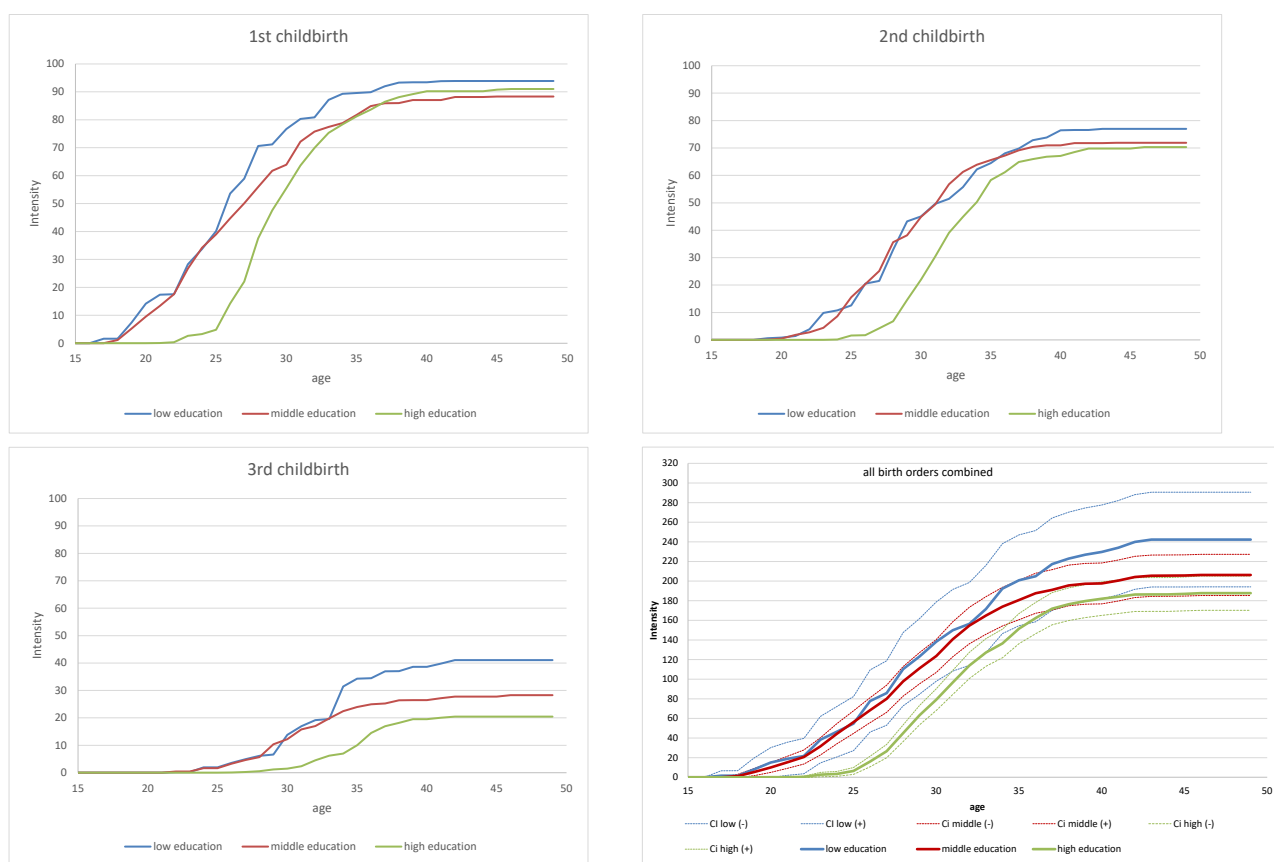 1st childbirth
100
90
80
70
60
50
40
30
20
10
0
Intensity
15 20 25 30 35 40 45 50
age
low education middle education high education
2nd childbirth
100
90
80
70
60
50
40
30
20
10
0
Intensity
15 20 25 30 35 40 45 50
age
low education middle education high education
3rd childbirth
100
90
80
70
60
50
40
30
20
10
0
Intensity
15 20 25 30 35 40 45 50
age
low education middle education high education
all birth orders combined
320
300
280
260
240
220
200
180
160
140
120
100
80
60
40
20
0
Intensity
15 20 25 30 35 40 45 50
age
CI low (-) CI low (+) Ci middle (-) Ci middle (+) Ci high (-)
Ci high (+) low education middle education high education